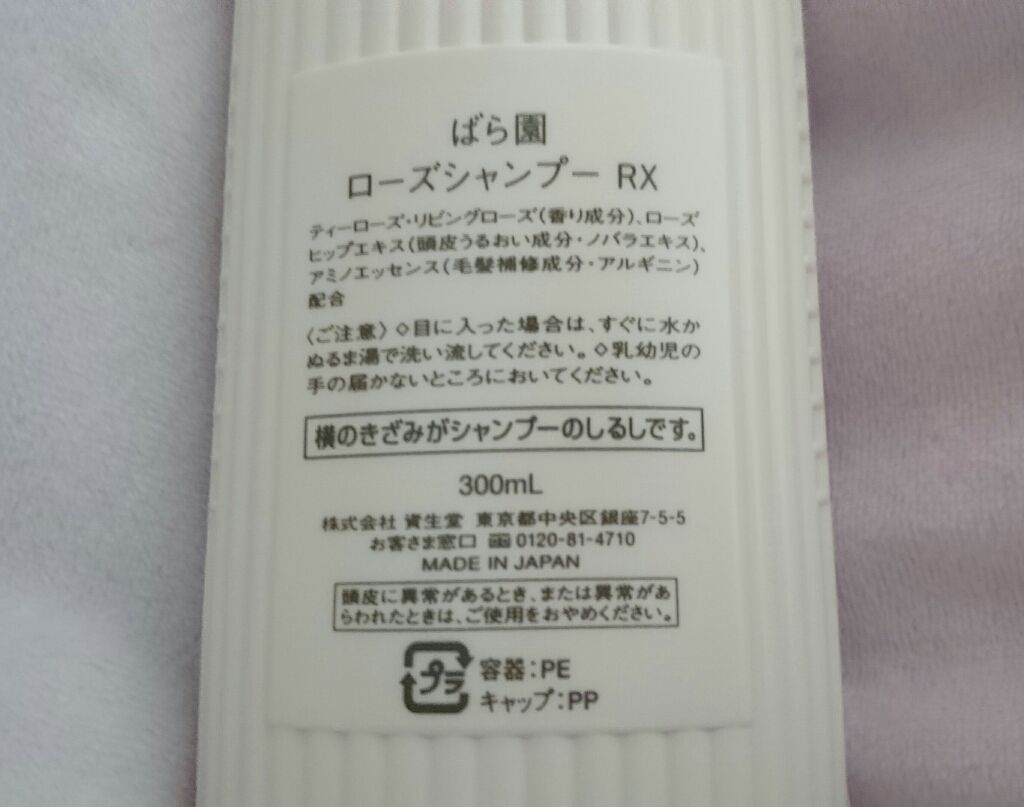 ばら園
ローズシャンプー RX
ティーローズ・リビングローズ(香り成分)、ローズ
ヒップエキス(頭皮うるおい成分・ノバラエキス)、
アミノエッセンス(毛髪補修成分・アルギニン)
配合
〈ご注意〉◇目に入った場合は、すぐに水か
ぬるま湯で洗い流してください。◇乳幼児の
手の届かないところにおいてください。
横のきざみがシャンプーのしるしです。
300mL
株式会社 資生堂 東京都中央区銀座7-5-5
お客さま窓口 0120-81-4710
MADE IN JAPAN
頭皮に異常があるとき、または異常があ
らわれたときは、ご使用をおやめください。
プラ 容器:PE
キャップ:PP